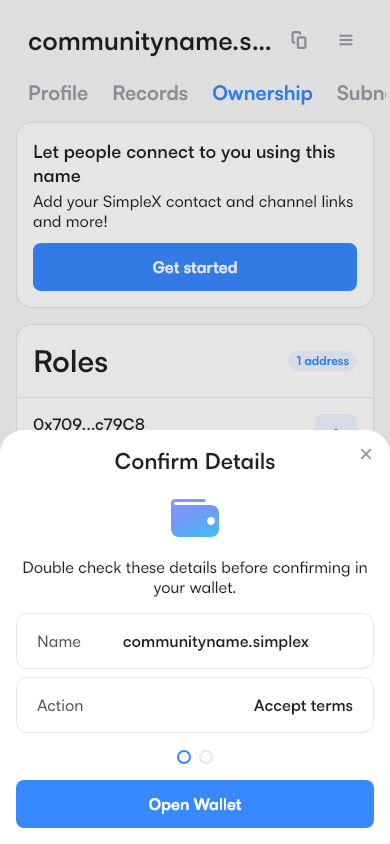 communityname.s...
Profile Records Ownership Subn
Let people connect to you using this
name
Add your SimpleX contact and channel links
and more!
Get started
Roles
1 address
0x709...c79C8
Confirm Details
Double check these details before confirming in
your wallet.
Name communityname.simplex
Action Accept terms
Open Wallet